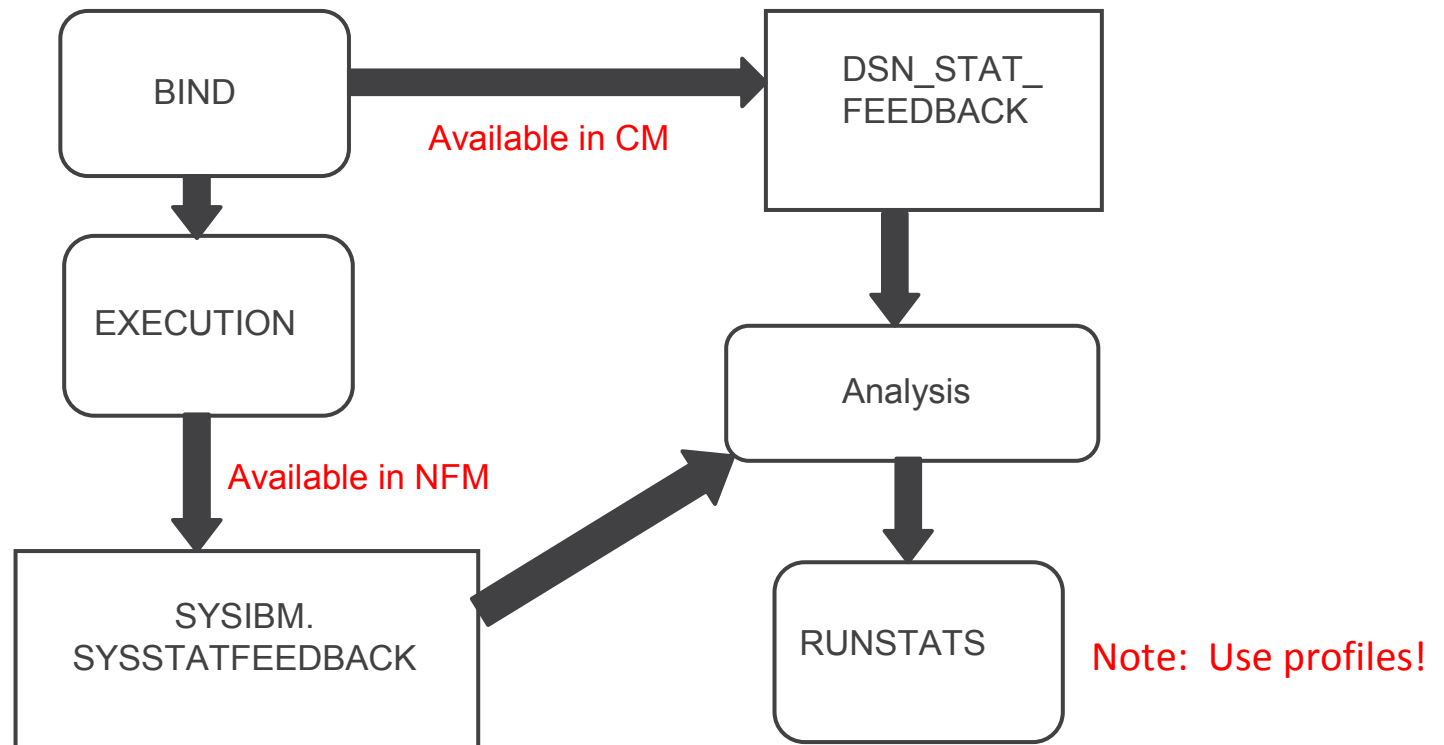 BIND
DSN_STAT_
FEEDBACK
Available in CM
EXECUTION
Analysis
Available in NFM
SYSIBM.
SYSSTATFEEDBACK
RUNSTATS
Note:  Use profiles!